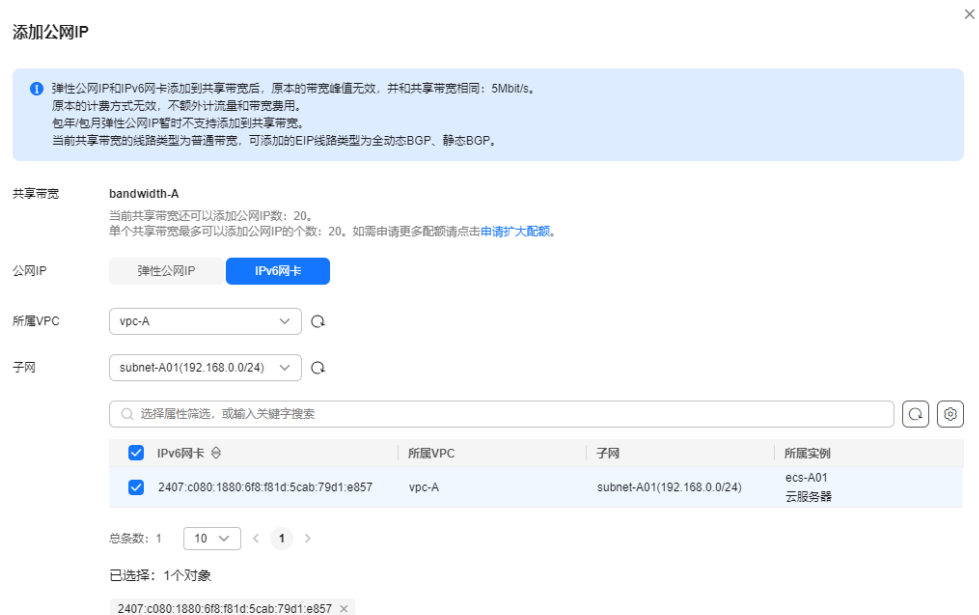 添加公网IP
弹性公网IP和IPv6网卡添加到共享带宽后，原本的带宽峰值无效，并和共享带宽相同：5Mbit/s。
原本的计费方式无效，不额外计流量和带宽费用。
包年/包月弹性公网IP暂时不支持添加到共享带宽。
当前共享带宽的线路类型为普通带宽，可添加的EIP线路类型为全动态BGP、静态BGP。
共享带宽 bandwidth-A
当前共享带宽还可以添加公网IP数：20。
单个共享带宽最多可以添加公网IP的个数：20。如需申请更多配额请点击申请扩大配额。
公网IP 弹性公网IP IPv6网卡
所属VPC vpc-A
子网 subnet-A01(192.168.0.0/24)
选择属性筛选，或输入关键字搜索
IPv6网卡 所属VPC 子网 所属实例
2407:c080:1880:6f8:f81d:5cab:79d1:e857 vpc-A subnet-A01(192.168.0.0/24) ecs-A01
云服务器
总条数：1 10 1
已选择：1个对象
2407:c080:1880:6f8:f81d:5cab:79d1:e857